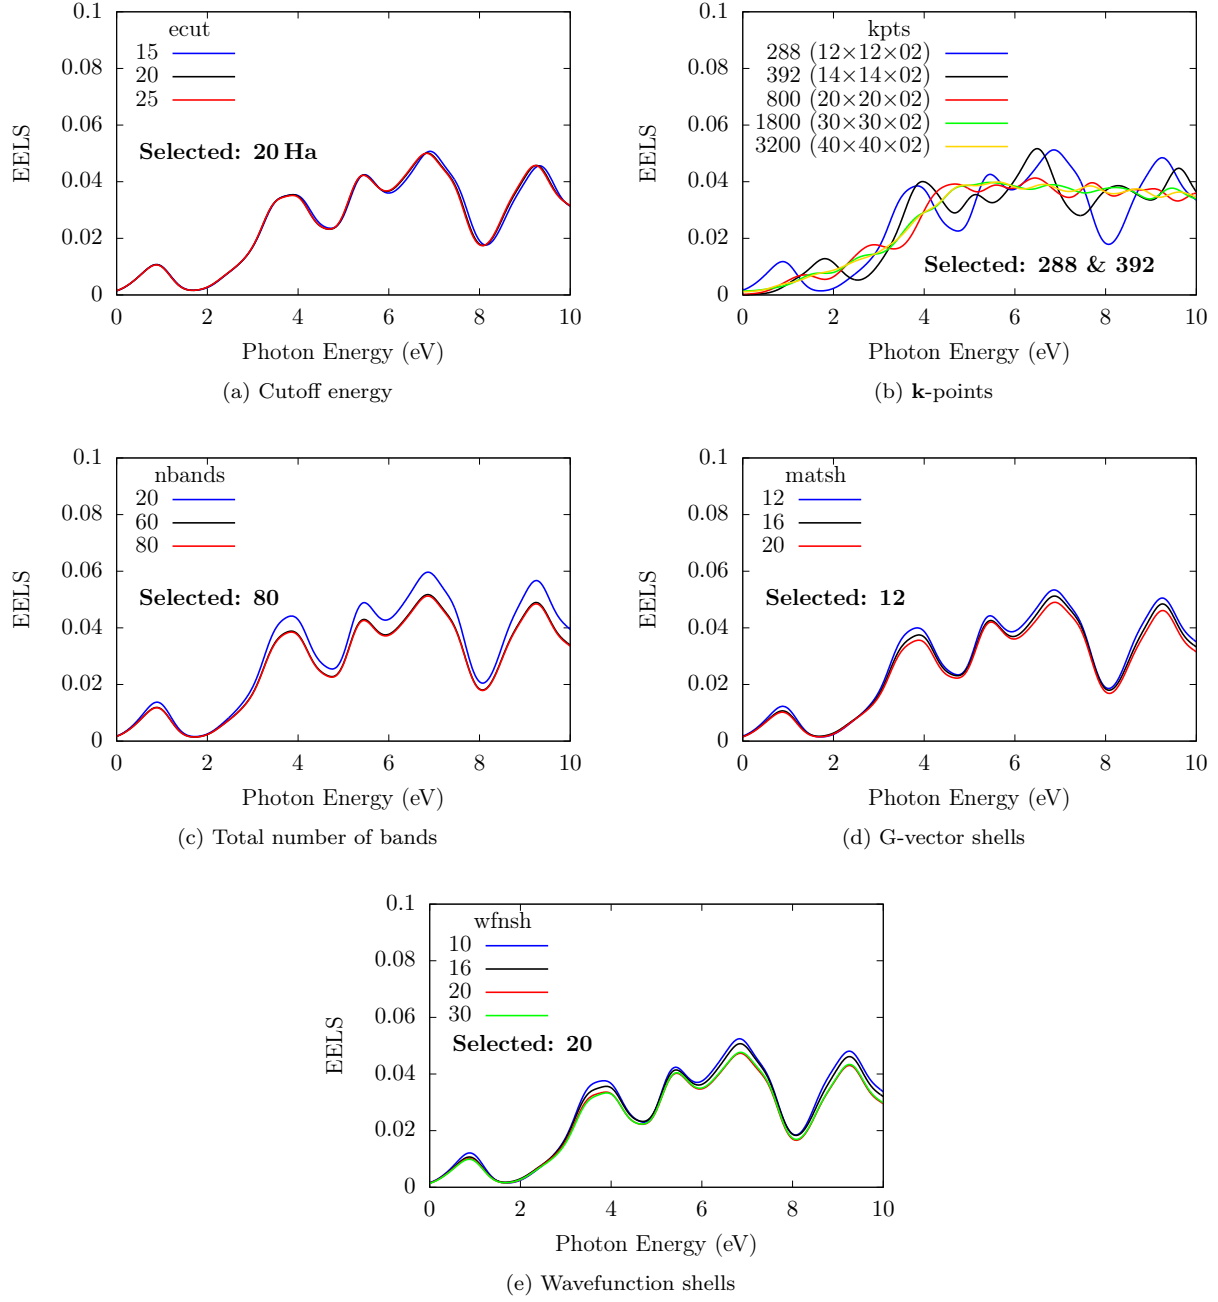 ecut
15
20
25
Selected: 20 Ha
0.1
0.08
0.06
0.04
0.02
0
EELS
0 2 4 6 8 10
Photon Energy (eV)
(a) Cutoff energy
kpts
288 (12×12×02)
392 (14×14×02)
800 (20×20×02)
1800 (30×30×02)
3200 (40×40×02)
Selected: 288 & 392
0.1
0.08
0.06
0.04
0.02
0
EELS
0 2 4 6 8 10
Photon Energy (eV)
(b) k-points
nbands
20
60
80
Selected: 80
0.1
0.08
0.06
0.04
0.02
0
EELS
0 2 4 6 8 10
Photon Energy (eV)
(c) Total number of bands
matsh
12
16
20
Selected: 12
0.1
0.08
0.06
0.04
0.02
0
EELS
0 2 4 6 8 10
Photon Energy (eV)
(d) G-vector shells
wfnsh
10
16
20
30
Selected: 20
0.1
0.08
0.06
0.04
0.02
0
EELS
0 2 4 6 8 10
Photon Energy (eV)
(e) Wavefunction shells